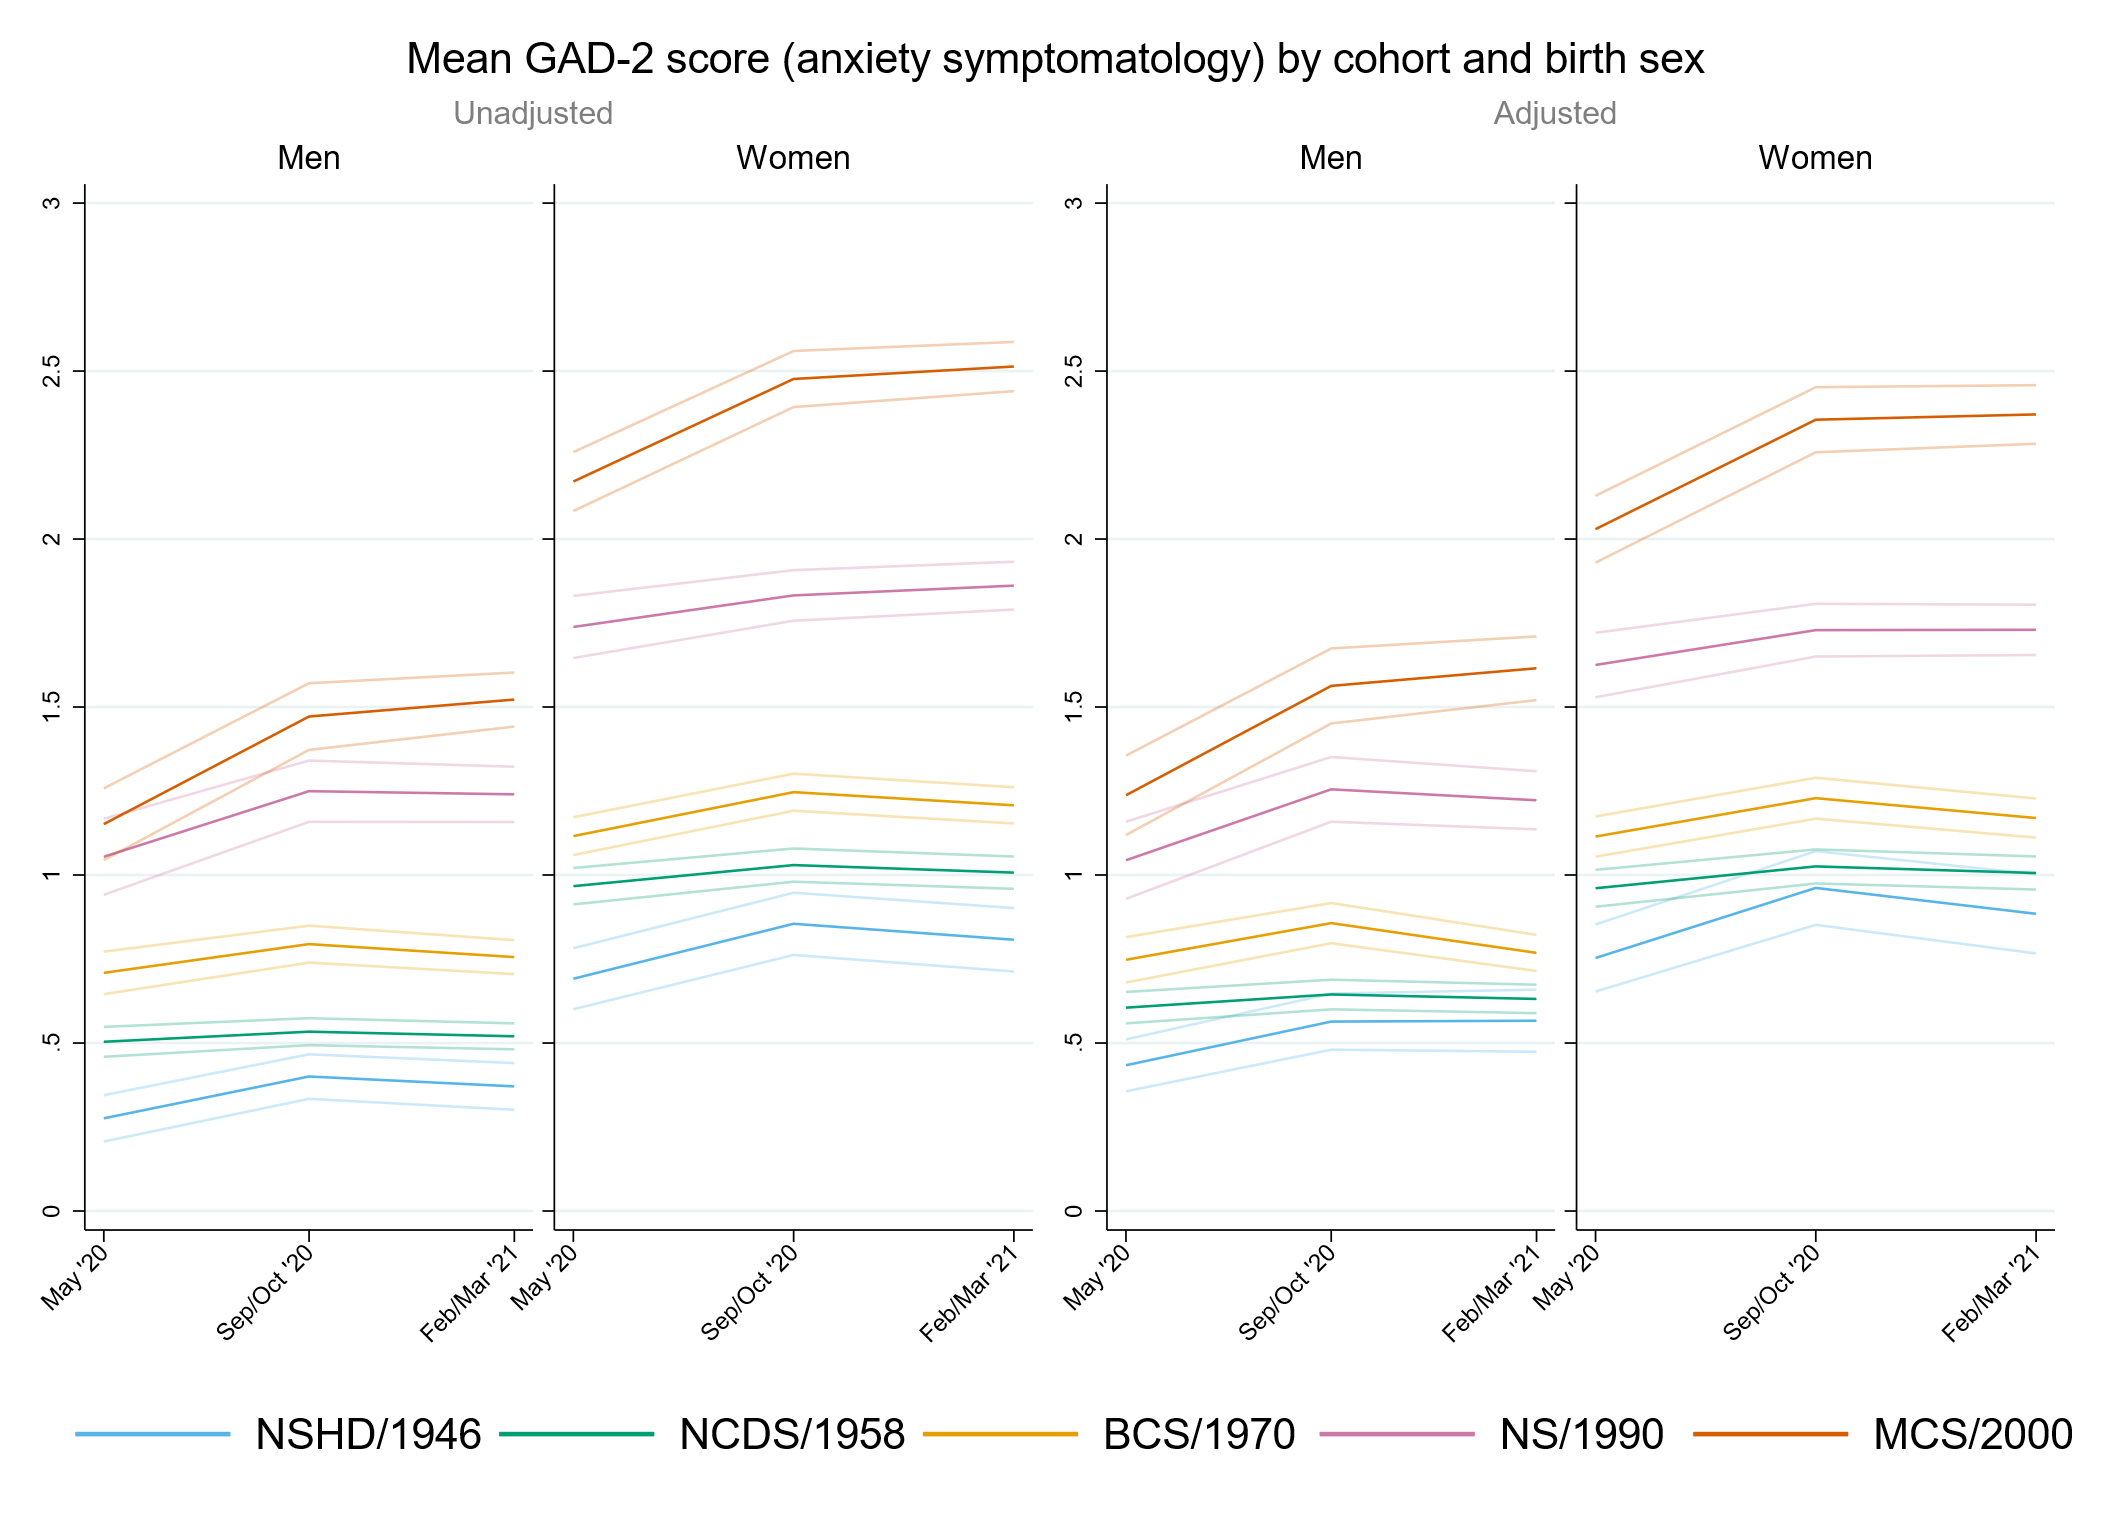 Mean GAD-2 score (anxiety symptomatology) by cohort and birth sex
Unadjusted
Men
Women
3
2.5
2
1.5
1
.5
0
May '20
Sep/Oct '20
Feb/Mar '21
May '20
Sep/Oct '20
Feb/Mar '21
Adjusted
Men
Women
3
2.5
2
1.5
1
.5
0
May '20
Sep/Oct '20
Feb/Mar '21
May '20
Sep/Oct '20
Feb/Mar '21
NSHD/1946 NCDS/1958 BCS/1970 NS/1990 MCS/2000